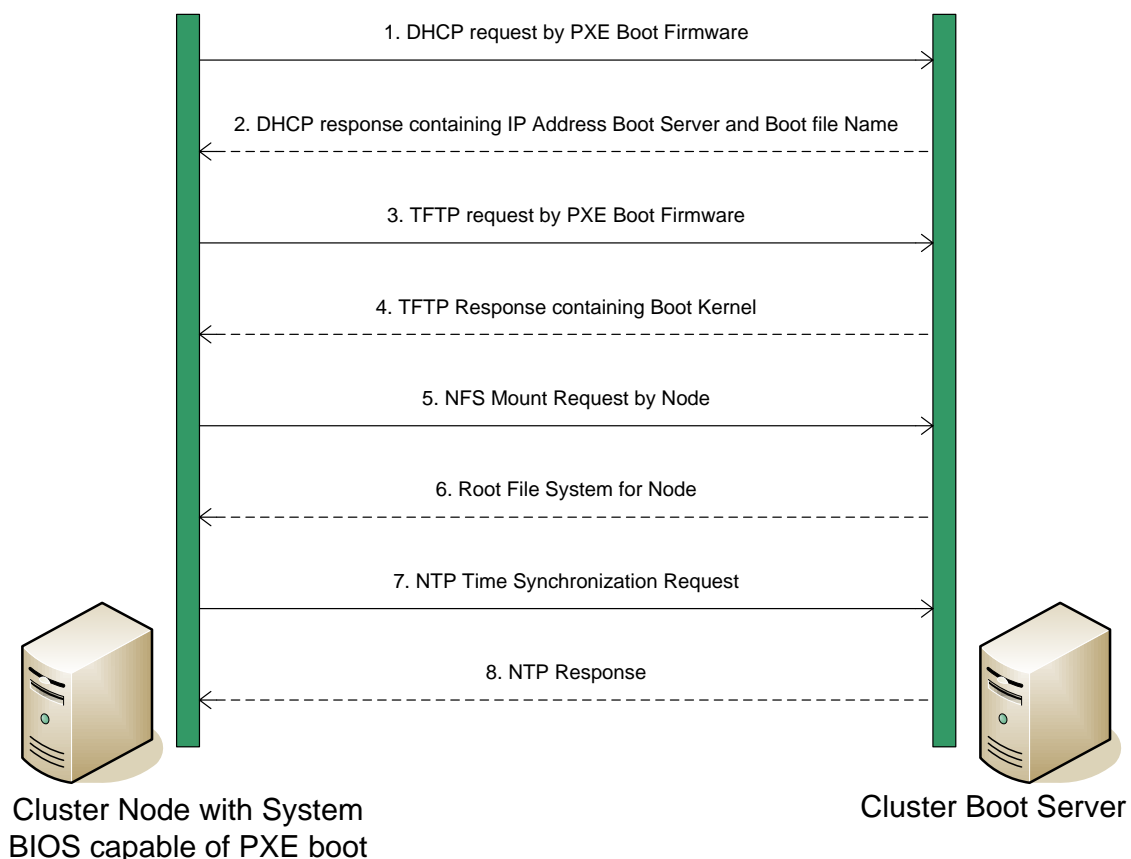 1. DHCP request by PXE Boot Firmware
2. DHCP response containing IP Address Boot Server and Boot file Name
3. TFTP request by PXE Boot Firmware
4. TFTP Response containing Boot Kernel
5. NFS Mount Request by Node
6. Root File System for Node
7. NTP Time Synchronization Request
8. NTP Response
Cluster Node with System
BIOS capable of PXE boot
Cluster Boot Server